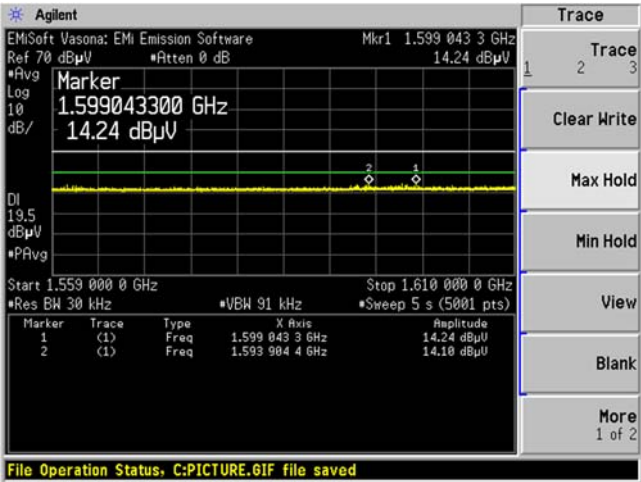 Agilent
Trace
EMiSoft Vasona: EMi Emission Software
Mkr1 1.599 043 3 GHz
Ref 70 dBµV
#Atten 0 dB
14.24 dBµV
#Avg
Log
10
dB/
Marker
1.599043300 GHz
14.24 dBµV
2
1
DI
19.5
dBµV
#PAvg
Start 1.559 000 0 GHz
Stop 1.610 000 0 GHz
#Res BW 30 kHz
#VBW 91 kHz
#Sweep 5 s (5001 pts)
Marker Trace Type X Axis Amplitude
1 (1) Freq 1.599 043 3 GHz 14.24 dBµV
2 (1) Freq 1.593 904 4 GHz 14.10 dBµV
File Operation Status, C:PICTURE.GIF file saved
Trace
1 2 3
Clear Write
Max Hold
Min Hold
View
Blank
More
1 of 2